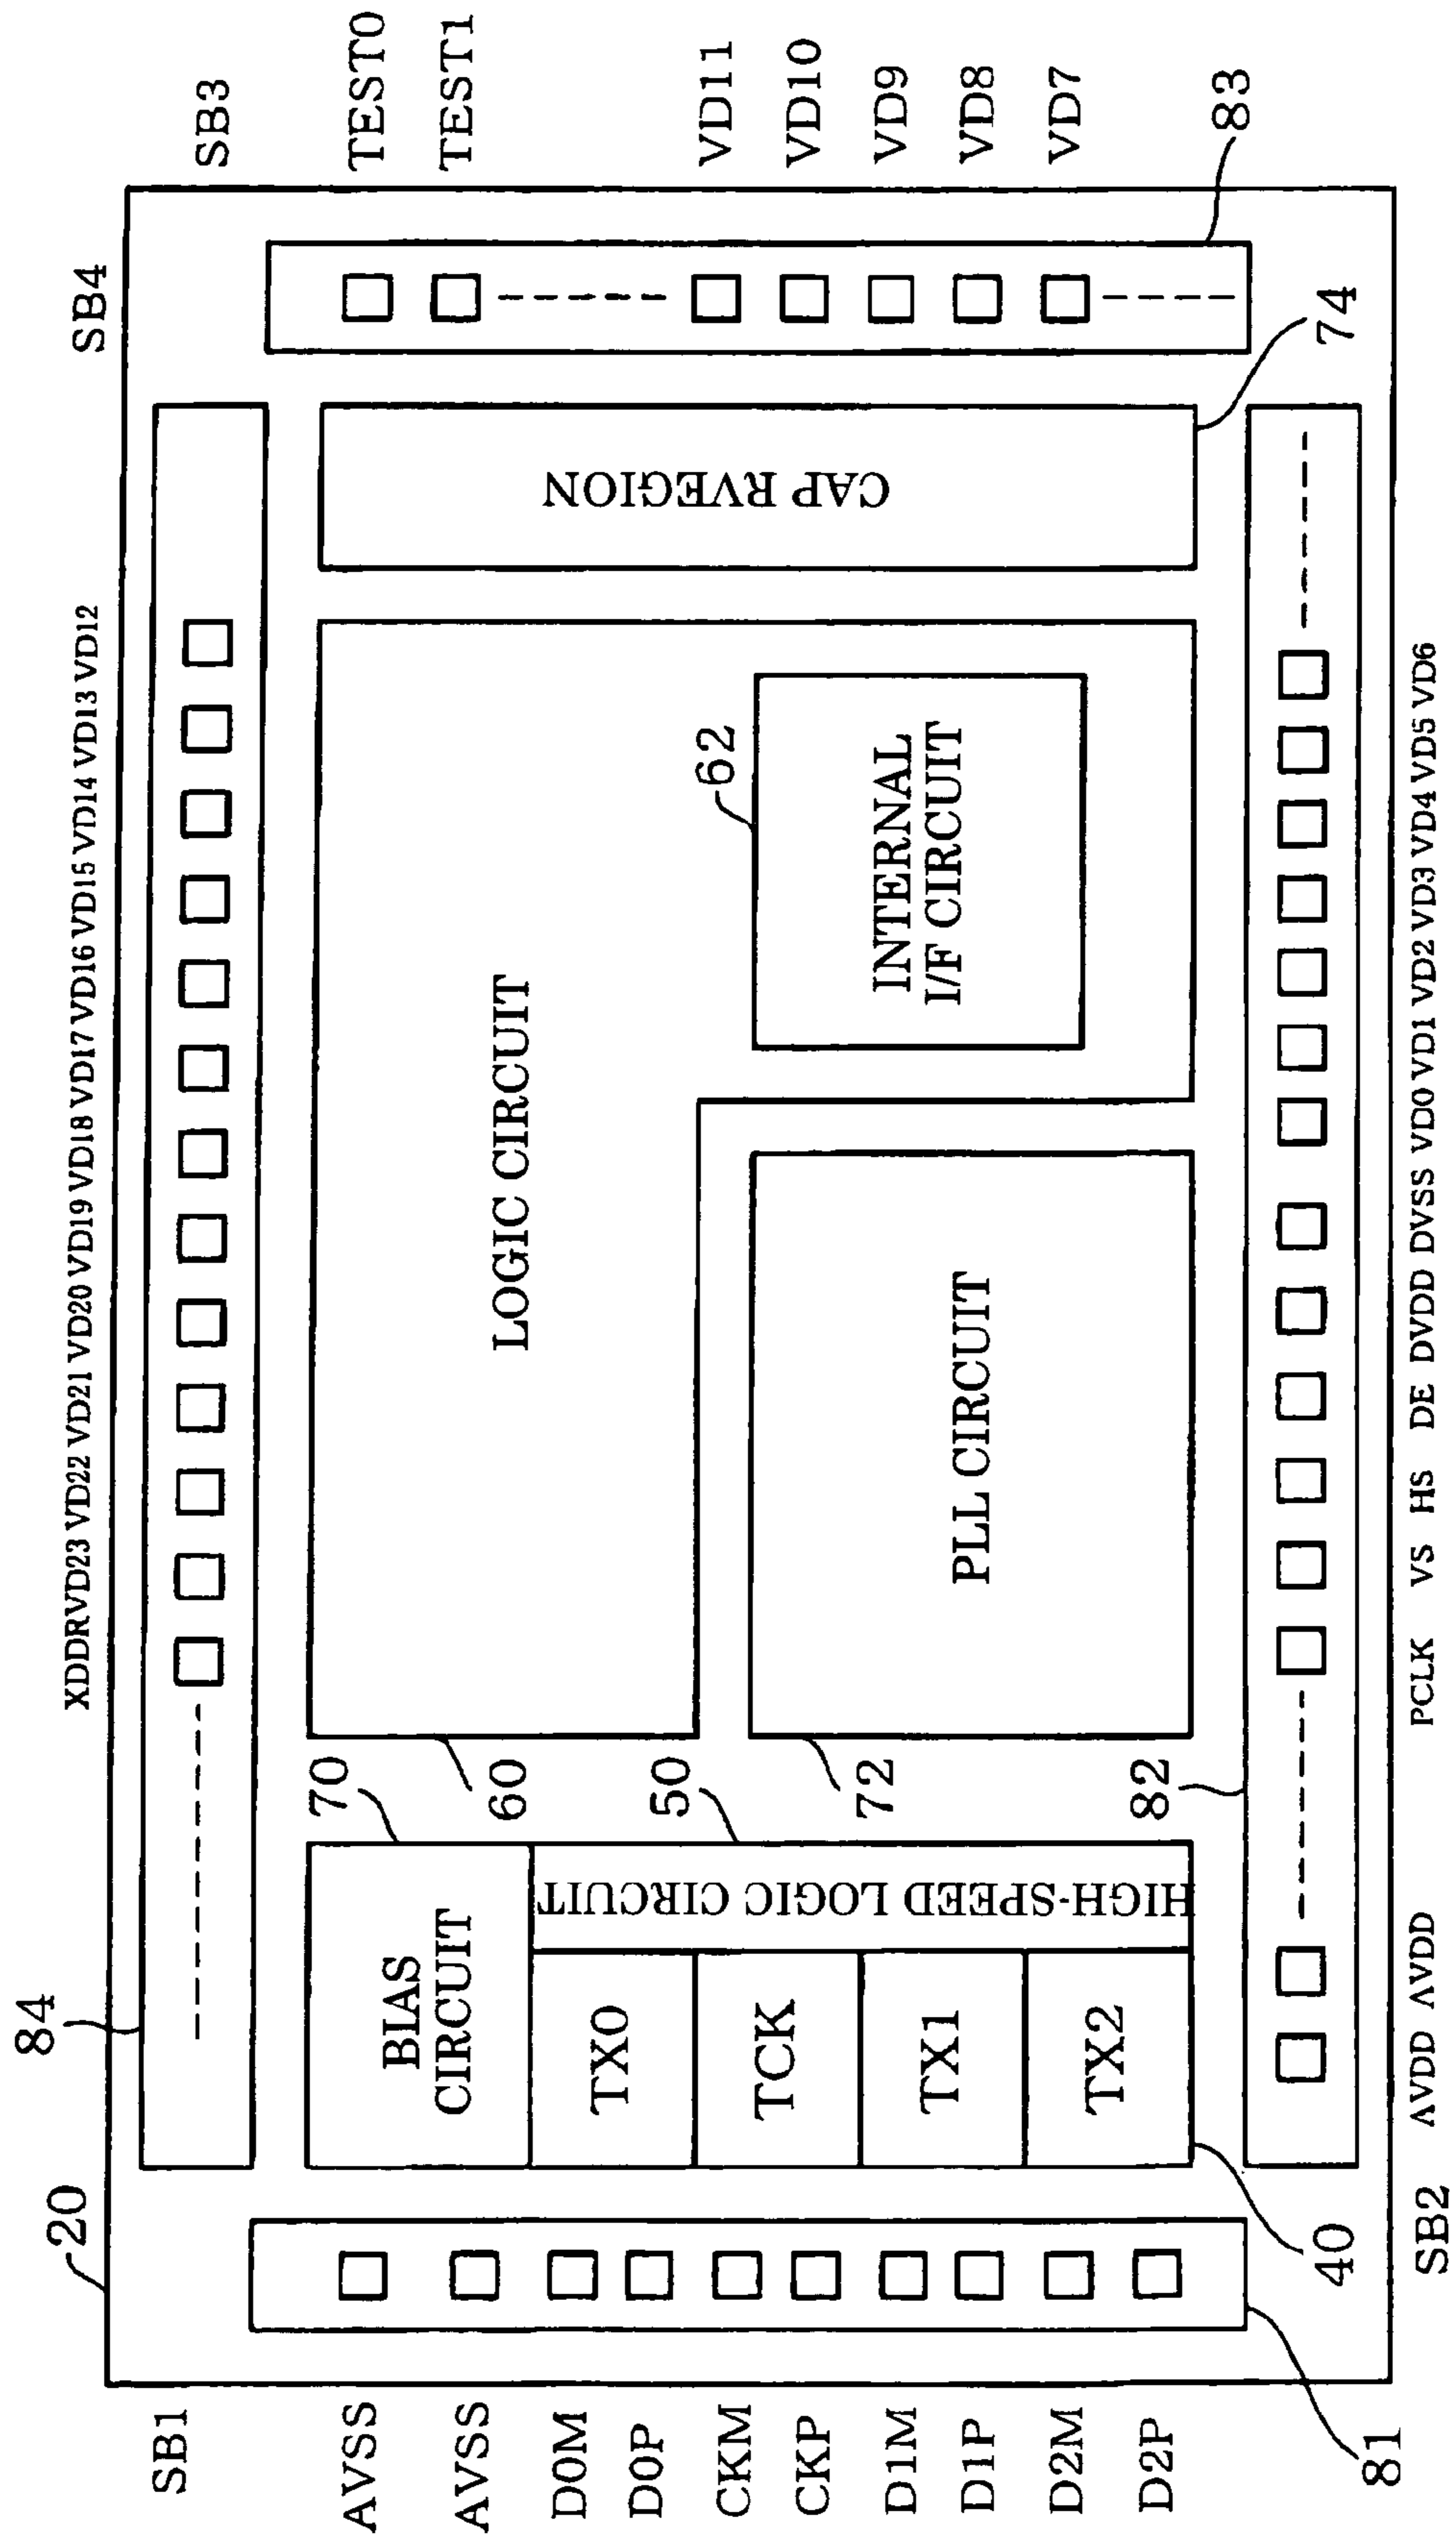 20
84
SB4
XDDR VD23 VD22 VD21 VD20 VD19 VD18 VD17 VD16 VD15 VD14 VD13 VD12
SB1
SB3
AVSS
AVSS
D0M
D0P
CKM
CKP
D1M
D1P
D2M
D2P
81
BIAS
CIRCUIT
70
TX0
TCK
TX1
TX2
40
HIGH-SPEED LOGIC CIRCUIT
50
LOGIC CIRCUIT
60
PLL CIRCUIT
72
INTERNAL
I/F CIRCUIT
62
CAP RVEGION
74
TEST0
TEST1
VD11
VD10
VD9
VD8
VD7
83
82
SB2
AVDD AVDD PCLK VS HS DE DVDD DVSS VD0 VD1 VD2 VD3 VD4 VD5 VD6